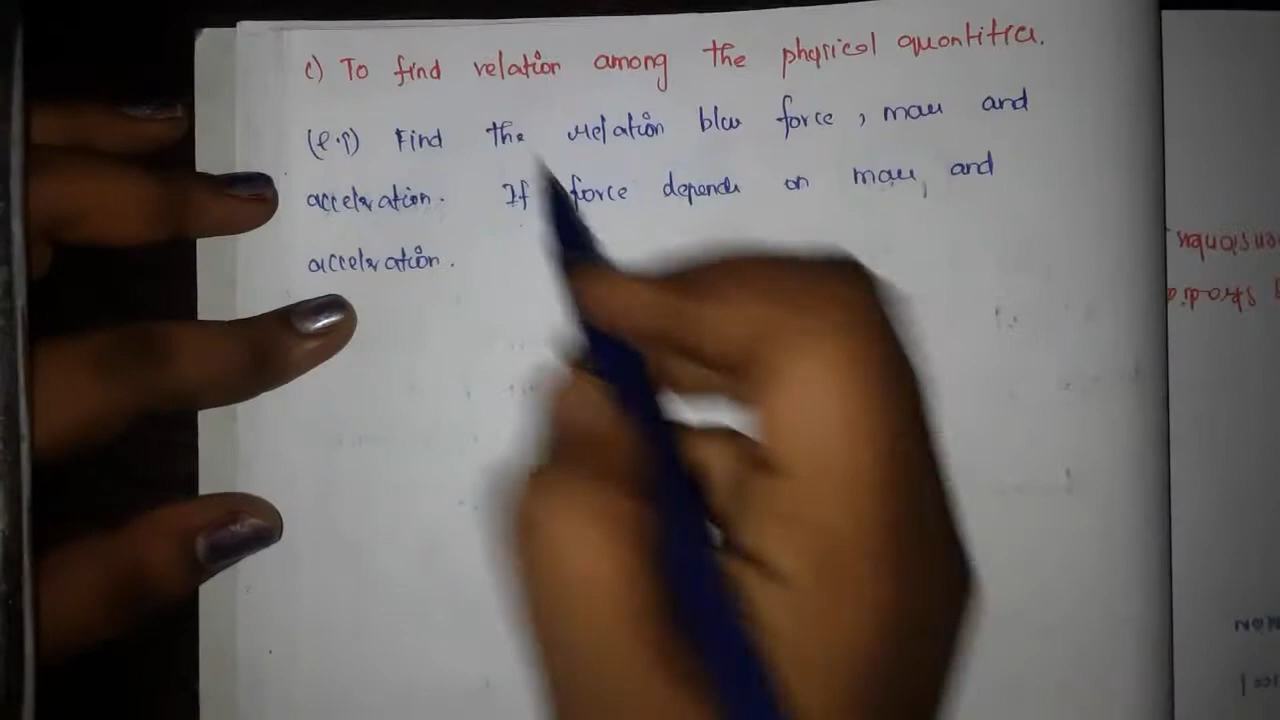 c) To find relation among the physical quantities.
(e.g) Find the relation b/w force, mass and
acceleration. If force depends on mass, and
acceleration.